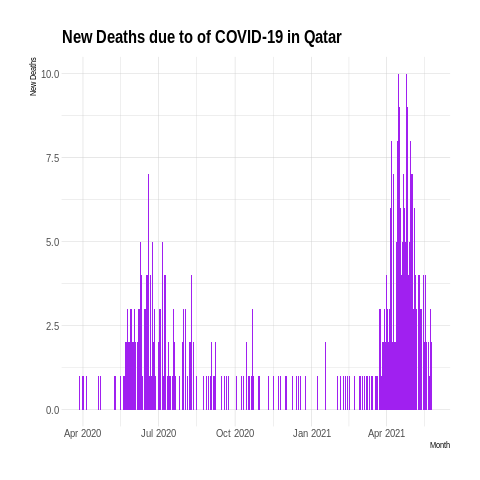 New Deaths due to of COVID-19 in Qatar
New Deaths
10.0
7.5
5.0
2.5
0.0
Apr 2020 Jul 2020 Oct 2020 Jan 2021 Apr 2021
Month